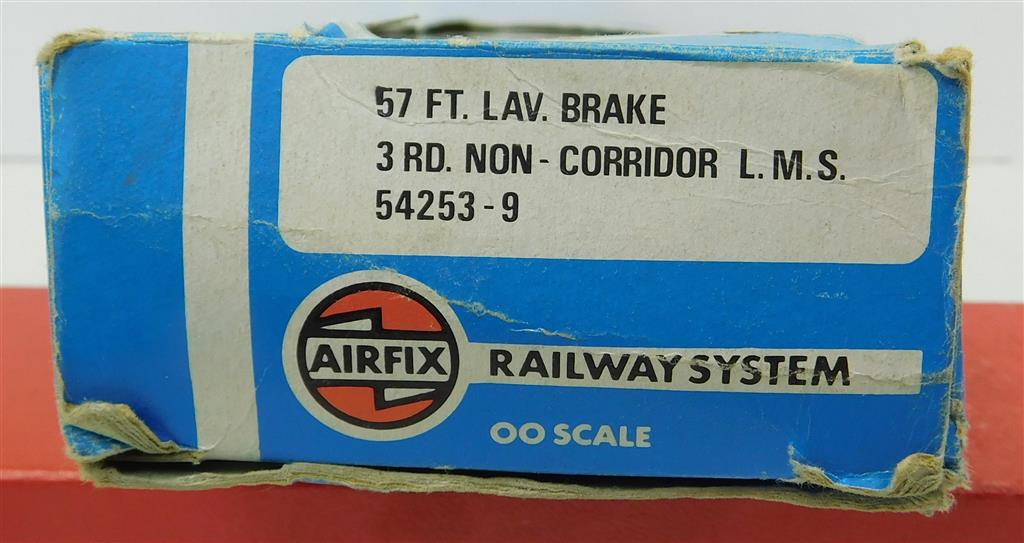 57 FT. LAV. BRAKE
3 RD. NON - CORRIDOR L. M. S.
54253 - 9
AIRFIX
RAILWAY SYSTEM
OO SCALE